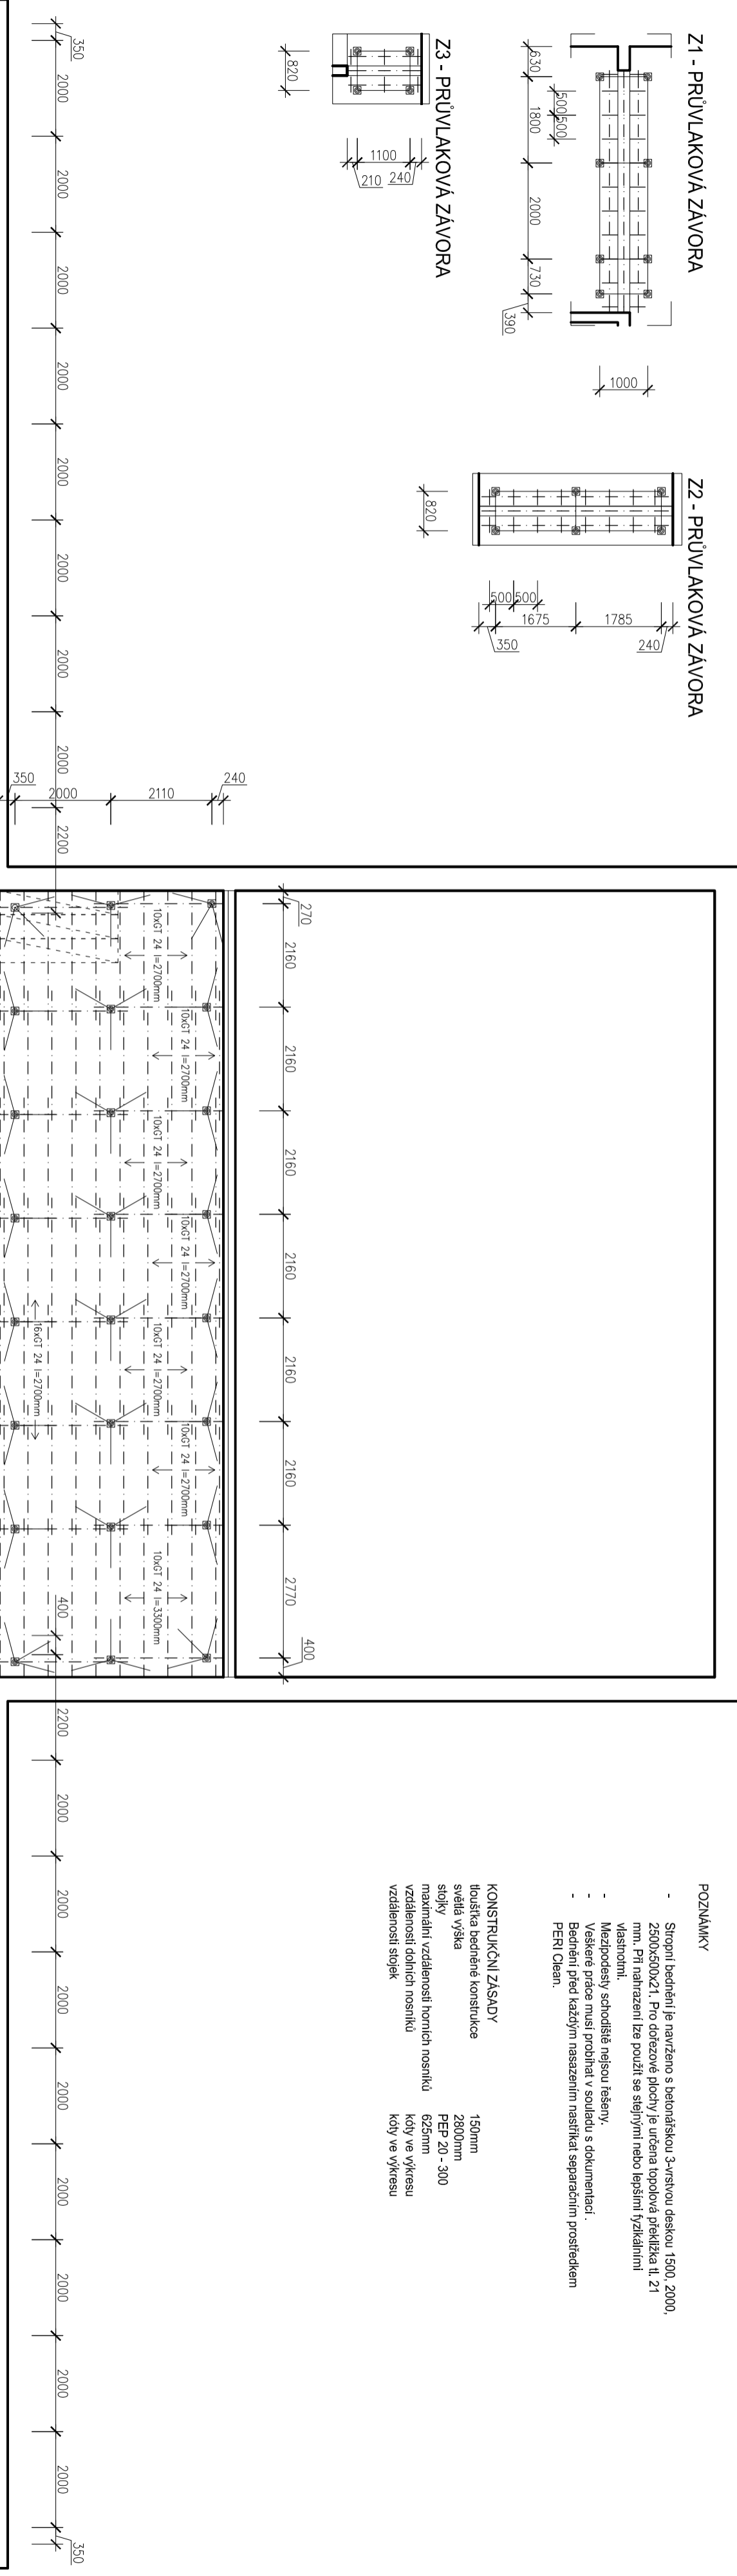 Z1 - PRŮVLAKOVÁ ZÁVORA
630
1800
2000
730
390
500
500
1000
Z2 - PRŮVLAKOVÁ ZÁVORA
820
500
500
350
1675
1785
240
Z3 - PRŮVLAKOVÁ ZÁVORA
820
210
1100
240
POZNÁMKY
- Stropní bednění je navrženo s betonářskou 3-vrstvou deskou 1500, 2000,
2500x500x21. Pro dořezové plochy je určena topolová překližka tl. 21
mm. Při nahrazení lze použít se stejnými nebo lepšími fyzikálními
vlastnotmi.
- Mezipodesty schodiště nejsou řešeny.
- Veškeré práce musí probíhat v souladu s dokumentací .
- Bednění před každým nasazením nastříkat separačním prostředkem
PERI Clean.
KONSTRUKČNÍ ZÁSADY
tloušťka bedněné konstrukce 150mm
světlá výška 2800mm
stojky PEP 20 - 300
maximální vzdálenosti horních nosníků 625mm
vzdálenosti dolních nosníků kóty ve výkresu
vzdálenosti stojek kóty ve výkresu
270
2160
2160
2160
2160
2160
2160
2770
400
240
2110
2000
350
10xGT 24 l=2700mm
10xGT 24 l=2700mm
10xGT 24 l=2700mm
10xGT 24 l=2700mm
10xGT 24 l=2700mm
10xGT 24 l=2700mm
10xGT 24 l=3300mm
16xGT 24 l=2700mm
350
2000
2000
2000
2000
2000
2000
2000
2000
2200
400
2200
2000
2000
2000
2000
2000
2000
2000
2000
350